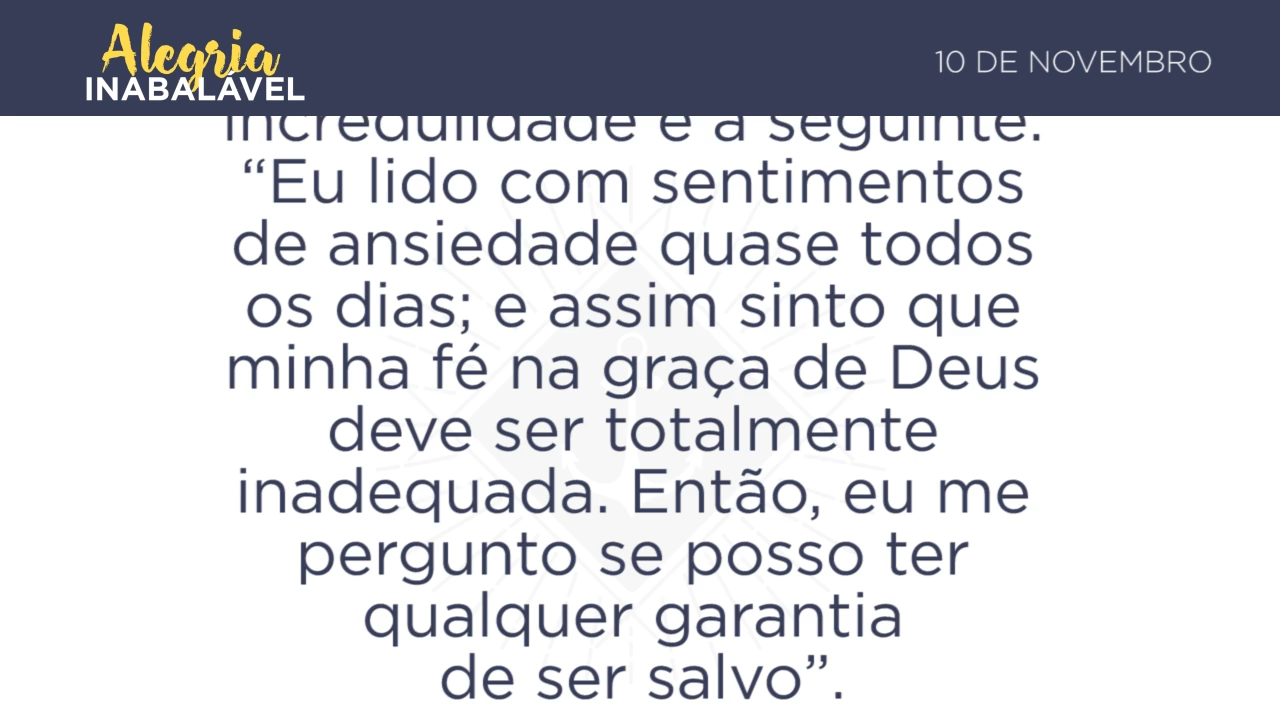 Alegria
INABALÁVEL
10 DE NOVEMBRO
incredulidade é a seguinte.
“Eu lido com sentimentos
de ansiedade quase todos
os dias; e assim sinto que
minha fé na graça de Deus
deve ser totalmente
inadequada. Então, eu me
pergunto se posso ter
qualquer garantia
de ser salvo”.